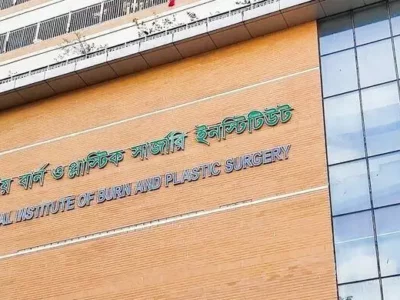 বার্ন ও প্লাস্টিক সার্জারি ইনস্টিটিউট
INSTITUTE OF BURN AND PLASTIC SURGERY